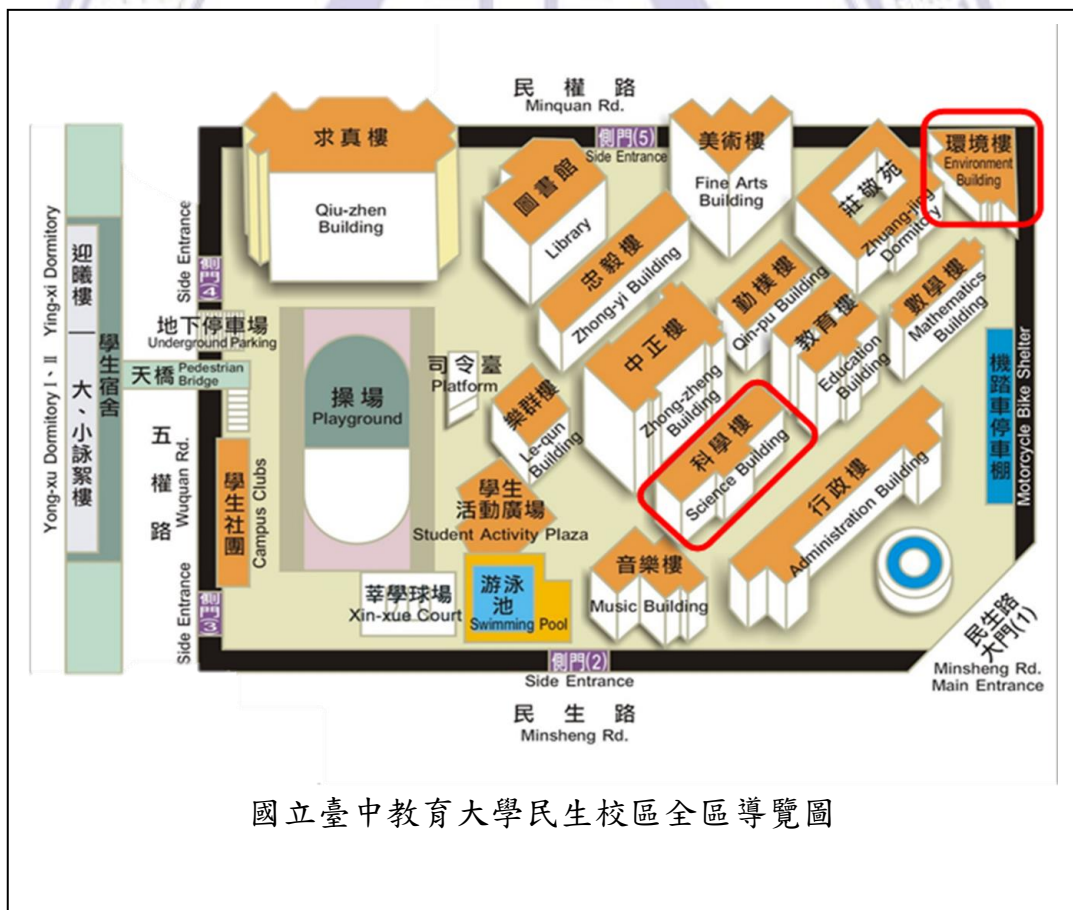 民權路
Minquan Rd.
求真樓
Qiu-zhen
Building
側門(5)
Side Entrance
圖書館
Library
美術樓
Fine Arts
Building
莊敬苑
Zhuang-jing
Dormitory
環境樓
Environment
Building
忠毅樓
Zhong-yi Building
勤樸樓
Qin-pu Building
教育樓
Education
Building
數學樓
Mathematics
Building
中正樓
Zhong-zheng
Building
科學樓
Science Building
行政樓
Administration Building
機踏車停車棚
Motorcycle Bike Shelter
Side Entrance
側門4
地下停車場
Underground Parking
天橋
Pedestrian
Bridge
學生宿舍
迎曦樓
大、小詠絮樓
Yong-xu Dormitory Ying-xi Dormitory I、II
五權路
Wuquan Rd.
學生社團
Campus Clubs
Side Entrance
側門3
操場
Playground
司令臺
Platform
樂群樓
Le-qun
Building
學生
活動廣場
Student Activity Plaza
莘學球場
Xin-xue Court
游泳
池
Swimming Pool
音樂樓
Music Building
側門(2)
Side Entrance
民生路
Minsheng Rd.
民生路
大門(1)
Minsheng Rd.
Main Entrance
國立臺中教育大學民生校區全區導覽圖